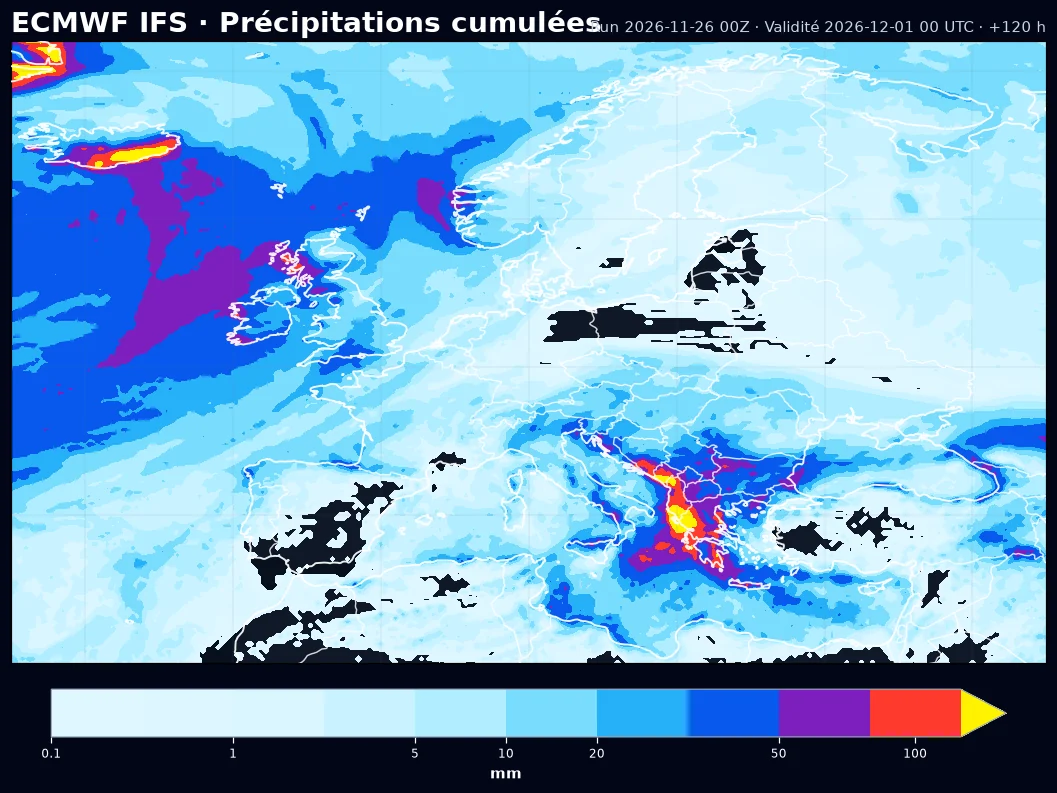 ECMWF IFS · Précipitations cumulées
Run 2026-11-26 00Z · Validité 2026-12-01 00 UTC · +120 h
0.1 1 5 10 20 50 100
mm